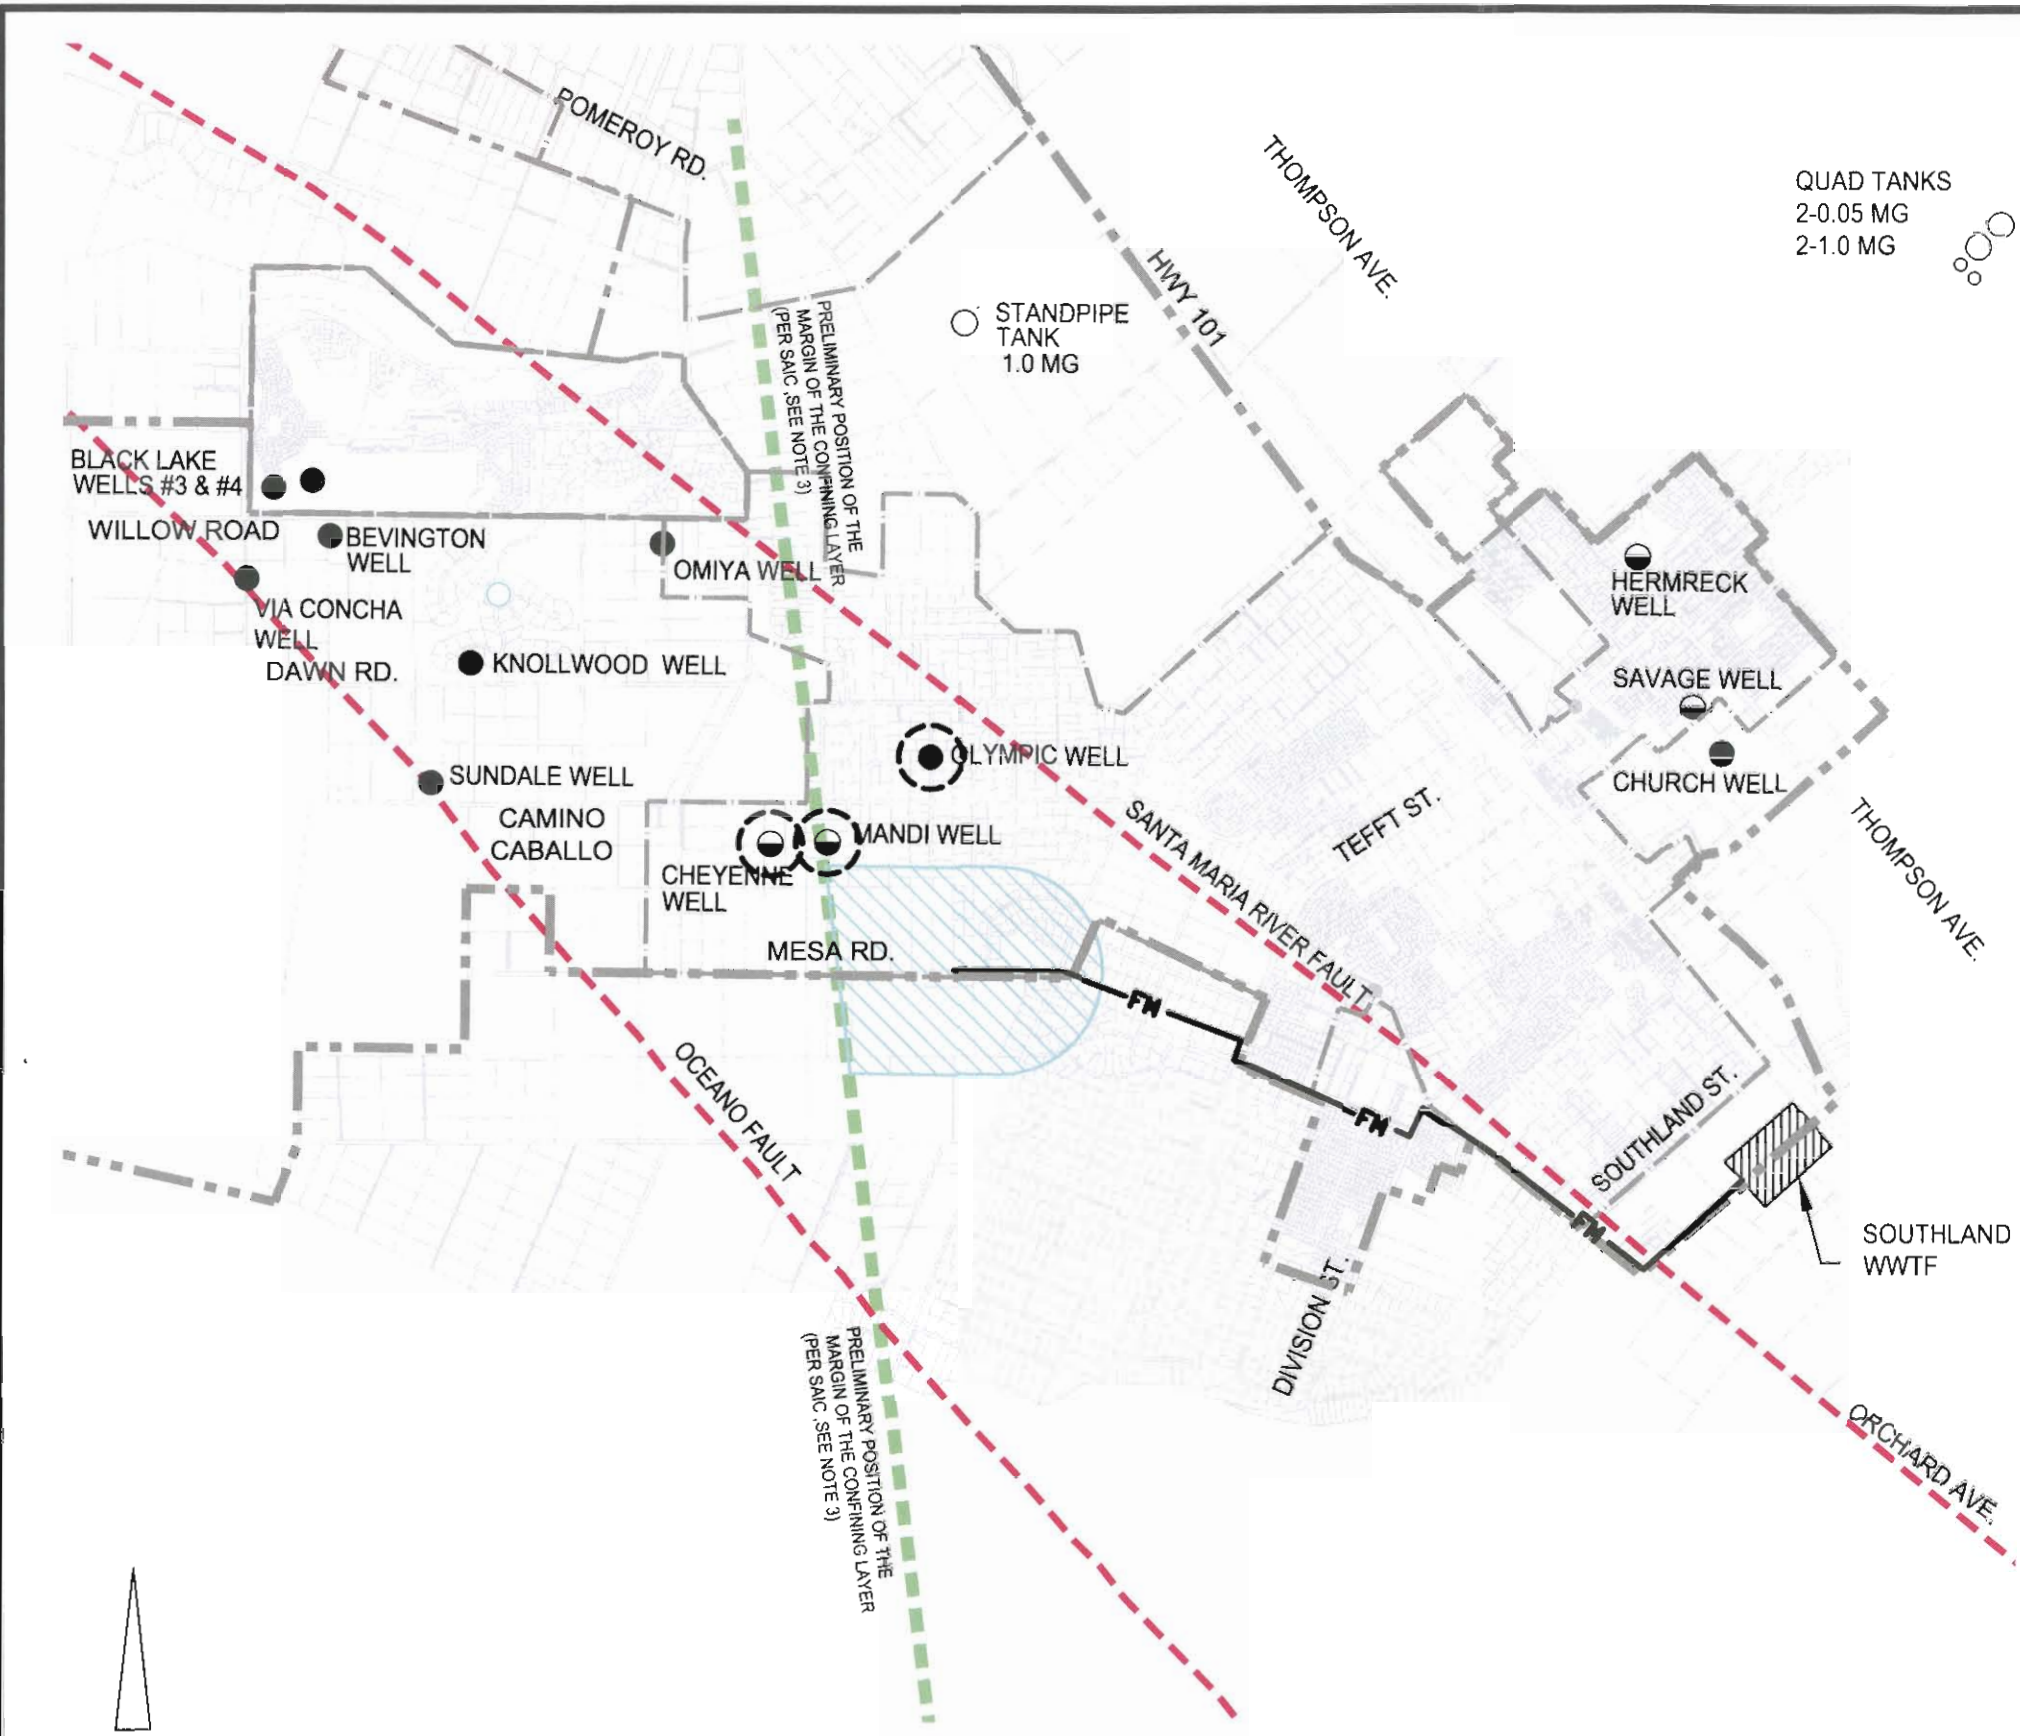 POMEROY RD.
THOMPSON AVE.
QUAD TANKS
2-0.05 MG
2-1.0 MG
HWY 101
STANDPIPE
TANK
1.0 MG
PRELIMINARY POSITION OF THE
MARGIN OF THE CONFINING LAYER
(PER SAIC ,SEE NOTE 3)
BLACK LAKE
WELLS #3 & #4
WILLOW ROAD
BEVINGTON
WELL
OMIYA WELL
HERMRECK
WELL
VIA CONCHA
WELL
DAWN RD.
KNOLLWOOD WELL
SAVAGE WELL
OLYMPIC WELL
SUNDALE WELL
CHURCH WELL
CAMINO
CABALLO
MANDI WELL
CHEYENNE
WELL
SANTA MARIA RIVER FAULT
TEFFT ST.
THOMPSON AVE.
MESA RD.
FM
OCEANO FAULT
FM
SOUTHLAND ST.
FM
SOUTHLAND
WWTF
DIVISION ST.
PRELIMINARY POSITION OF THE
MARGIN OF THE CONFINING LAYER
(PER SAIC ,SEE NOTE 3)
ORCHARD AVE.